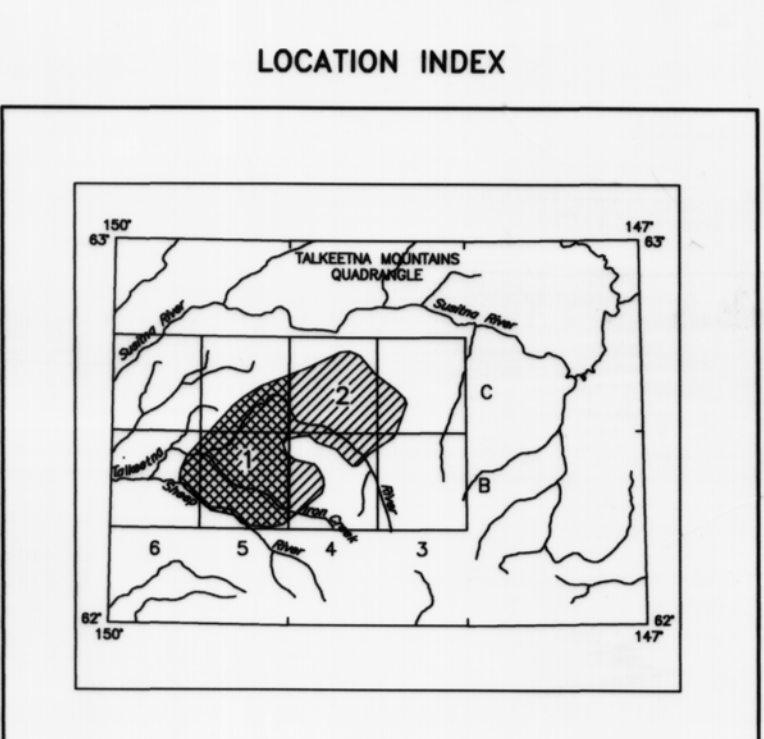 LOCATION INDEX
150° 147°
63° 63°
TALKEETNA MOUNTAINS
QUADRANGLE
Susitna River
Susitna River
C
2
Talkeetna
1
Sheep
River
B
Iron Creek
River
6 5 4 3
62° 62°
150° 147°